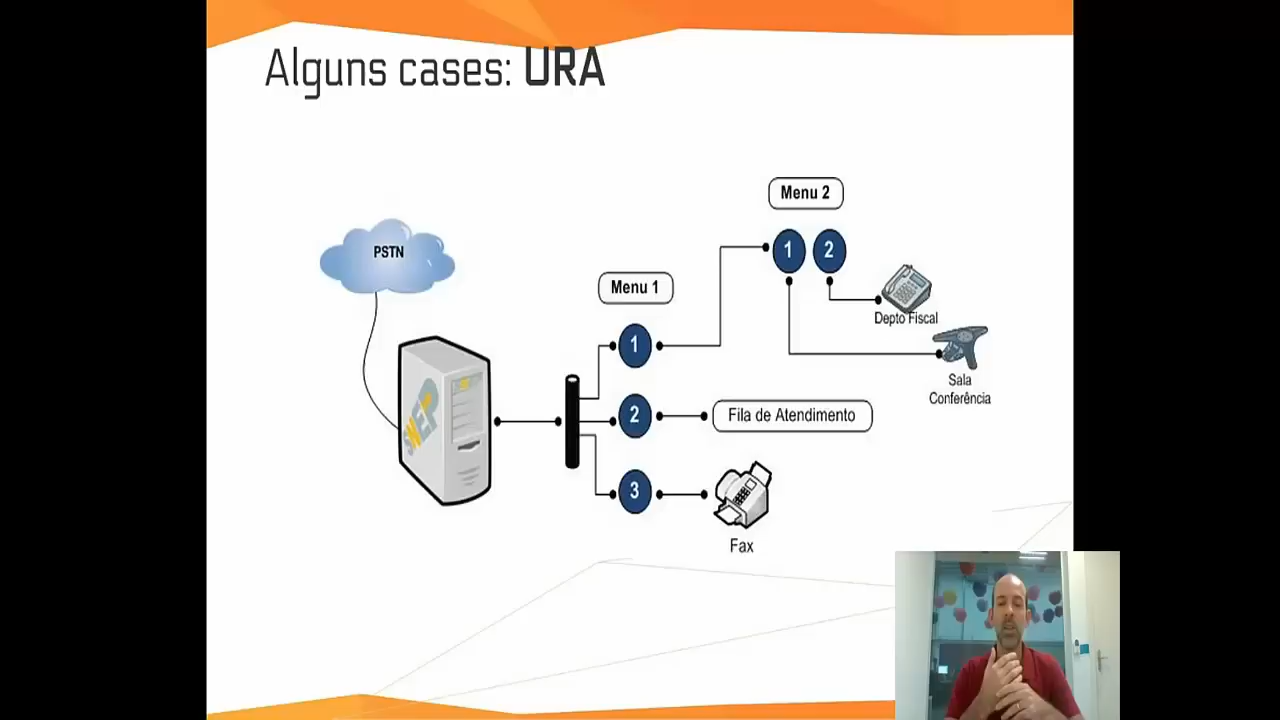 Alguns cases: URA
Menu 2
PSTN
1 2
Menu 1
Depto Fiscal
1
Sala
Conferência
2
Fila de Atendimento
3
Fax